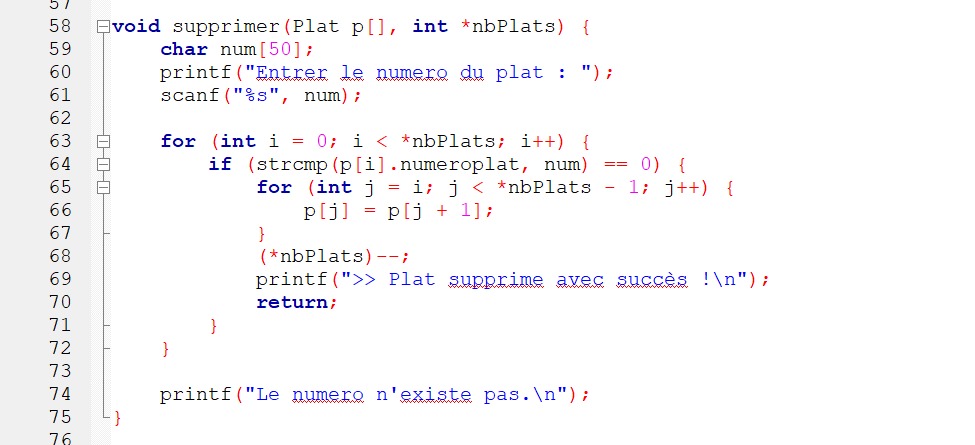 57
58 void supprimer(Plat p[], int *nbPlats) {
59     char num[50];
60     printf("Entrer le numero du plat : ");
61     scanf("%s", num);
62
63     for (int i = 0; i < *nbPlats; i++) {
64         if (strcmp(p[i].numeroplat, num) == 0) {
65             for (int j = i; j < *nbPlats - 1; j++) {
66                 p[j] = p[j + 1];
67             }
68             (*nbPlats)--;
69             printf(">> Plat supprime avec succès !\n");
70             return;
71         }
72     }
73
74     printf("Le numero n'existe pas.\n");
75 }
76